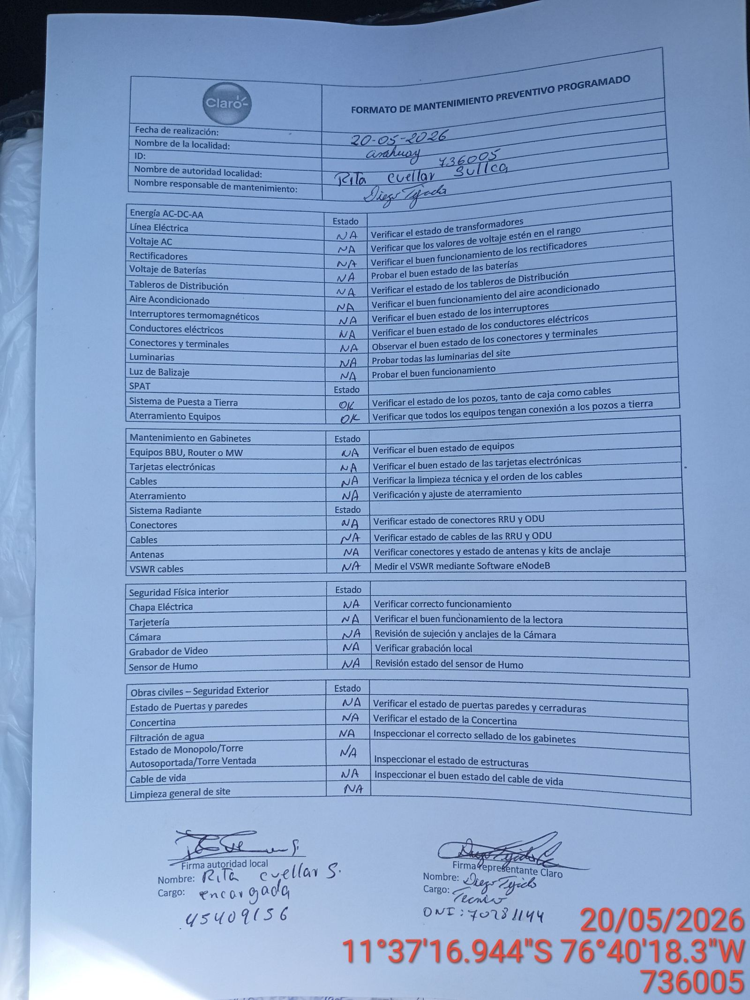 Claro
FORMATO DE MANTENIMIENTO PREVENTIVO PROGRAMADO
Fecha de realización: 20-05-2026
Nombre de la localidad: arahuay
ID: 736005
Nombre de autoridad localidad: Rita cuellar Sullca
Nombre responsable de mantenimiento: Diego Tejada
Energía AC-DC-AA Estado
Línea Eléctrica NA Verificar el estado de transformadores
Voltaje AC NA Verificar que los valores de voltaje estén en el rango
Rectificadores NA Verificar el buen funcionamiento de los rectificadores
Voltaje de Baterías NA Probar el buen estado de las baterías
Tableros de Distribución NA Verificar el estado de los tableros de Distribución
Aire Acondicionado NA Verificar el buen funcionamiento del aire acondicionado
Interruptores termomagnéticos NA Verificar el buen estado de los interruptores
Conductores eléctricos NA Verificar el buen estado de los conductores eléctricos
Conectores y terminales NA Observar el buen estado de los conectores y terminales
Luminarias NA Probar todas las luminarias del site
Luz de Balizaje NA Probar el buen funcionamiento
SPAT Estado
Sistema de Puesta a Tierra OK Verificar el estado de los pozos, tanto de caja como cables
Aterramiento Equipos OK Verificar que todos los equipos tengan conexión a los pozos a tierra
Mantenimiento en Gabinetes Estado
Equipos BBU, Router o MW NA Verificar el buen estado de equipos
Tarjetas electrónicas NA Verificar el buen estado de las tarjetas electrónicas
Cables NA Verificar la limpieza técnica y el orden de los cables
Aterramiento NA Verificación y ajuste de aterramiento
Sistema Radiante Estado
Conectores NA Verificar estado de conectores RRU y ODU
Cables NA Verificar estado de cables de las RRU y ODU
Antenas NA Verificar conectores y estado de antenas y kits de anclaje
VSWR cables NA Medir el VSWR mediante Software eNodeB
Seguridad Física interior Estado
Chapa Eléctrica NA Verificar correcto funcionamiento
Tarjetería NA Verificar el buen funcionamiento de la lectora
Cámara NA Revisión de sujeción y anclajes de la Cámara
Grabador de Video NA Verificar grabación local
Sensor de Humo NA Revisión estado del sensor de Humo
Obras civiles – Seguridad Exterior Estado
Estado de Puertas y paredes NA Verificar el estado de puertas paredes y cerraduras
Concertina NA Verificar el estado de la Concertina
Filtración de agua NA Inspeccionar el correcto sellado de los gabinetes
Estado de Monopolo/Torre
Autosoportada/Torre Ventada NA Inspeccionar el estado de estructuras
Cable de vida NA Inspeccionar el buen estado del cable de vida
Limpieza general de site NA
Firma autoridad local
Nombre: Rita cuellar S.
Cargo: encargada
45409156
Diego Tejida
Firma representante Claro
Nombre: Diego Tejido
Cargo: Tecnico
DNI: 70281144
20/05/2026
11°37'16.944"S 76°40'18.3"W
736005